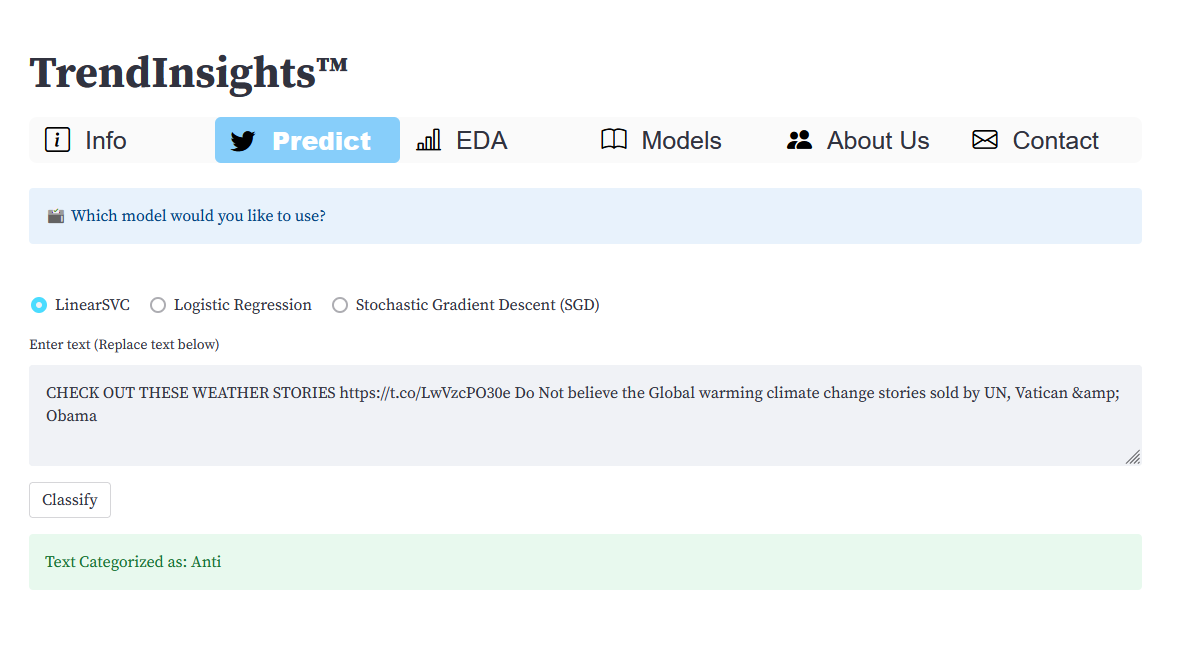 TrendInsights™
Info Predict EDA Models About Us Contact
Which model would you like to use?
LinearSVC Logistic Regression Stochastic Gradient Descent (SGD)
Enter text (Replace text below)
CHECK OUT THESE WEATHER STORIES https://t.co/LwVzcPO30e Do Not believe the Global warming climate change stories sold by UN, Vatican &amp;
Obama
Classify
Text Categorized as: Anti